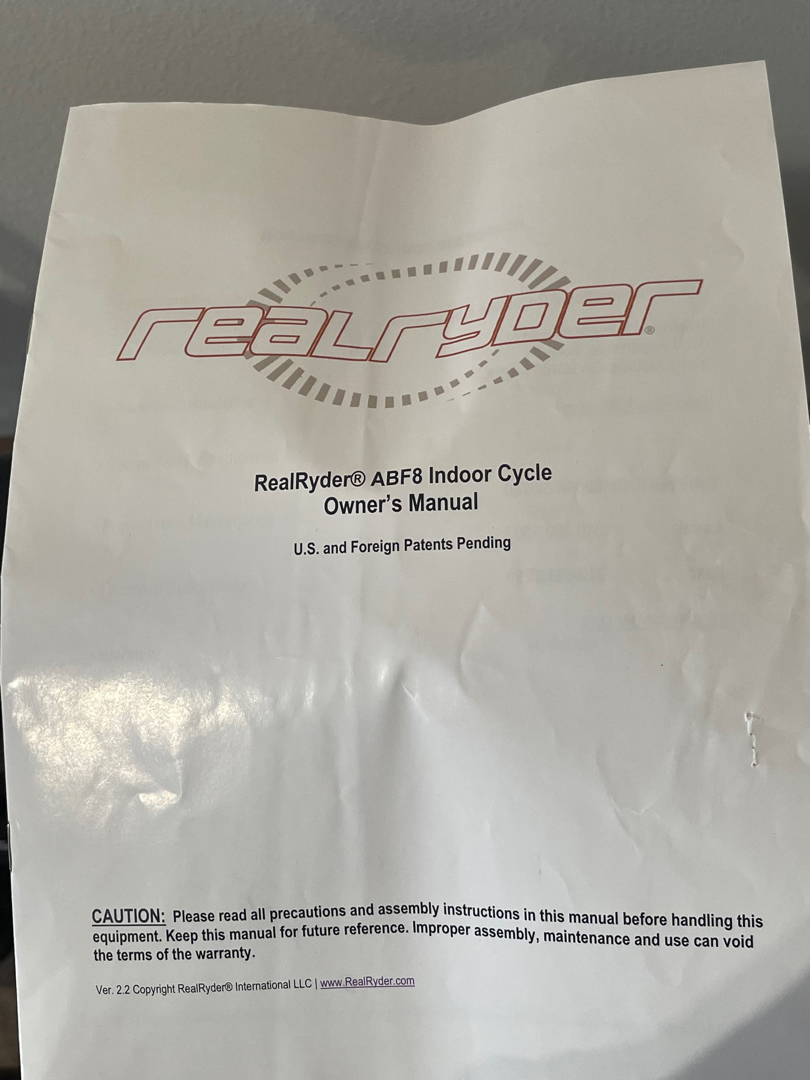 realryder®
RealRyder® ABF8 Indoor Cycle
Owner's Manual
U.S. and Foreign Patents Pending
CAUTION: Please read all precautions and assembly instructions in this manual before handling this
equipment. Keep this manual for future reference. Improper assembly, maintenance and use can void
the terms of the warranty.
Ver. 2.2 Copyright RealRyder® International LLC | www.RealRyder.com